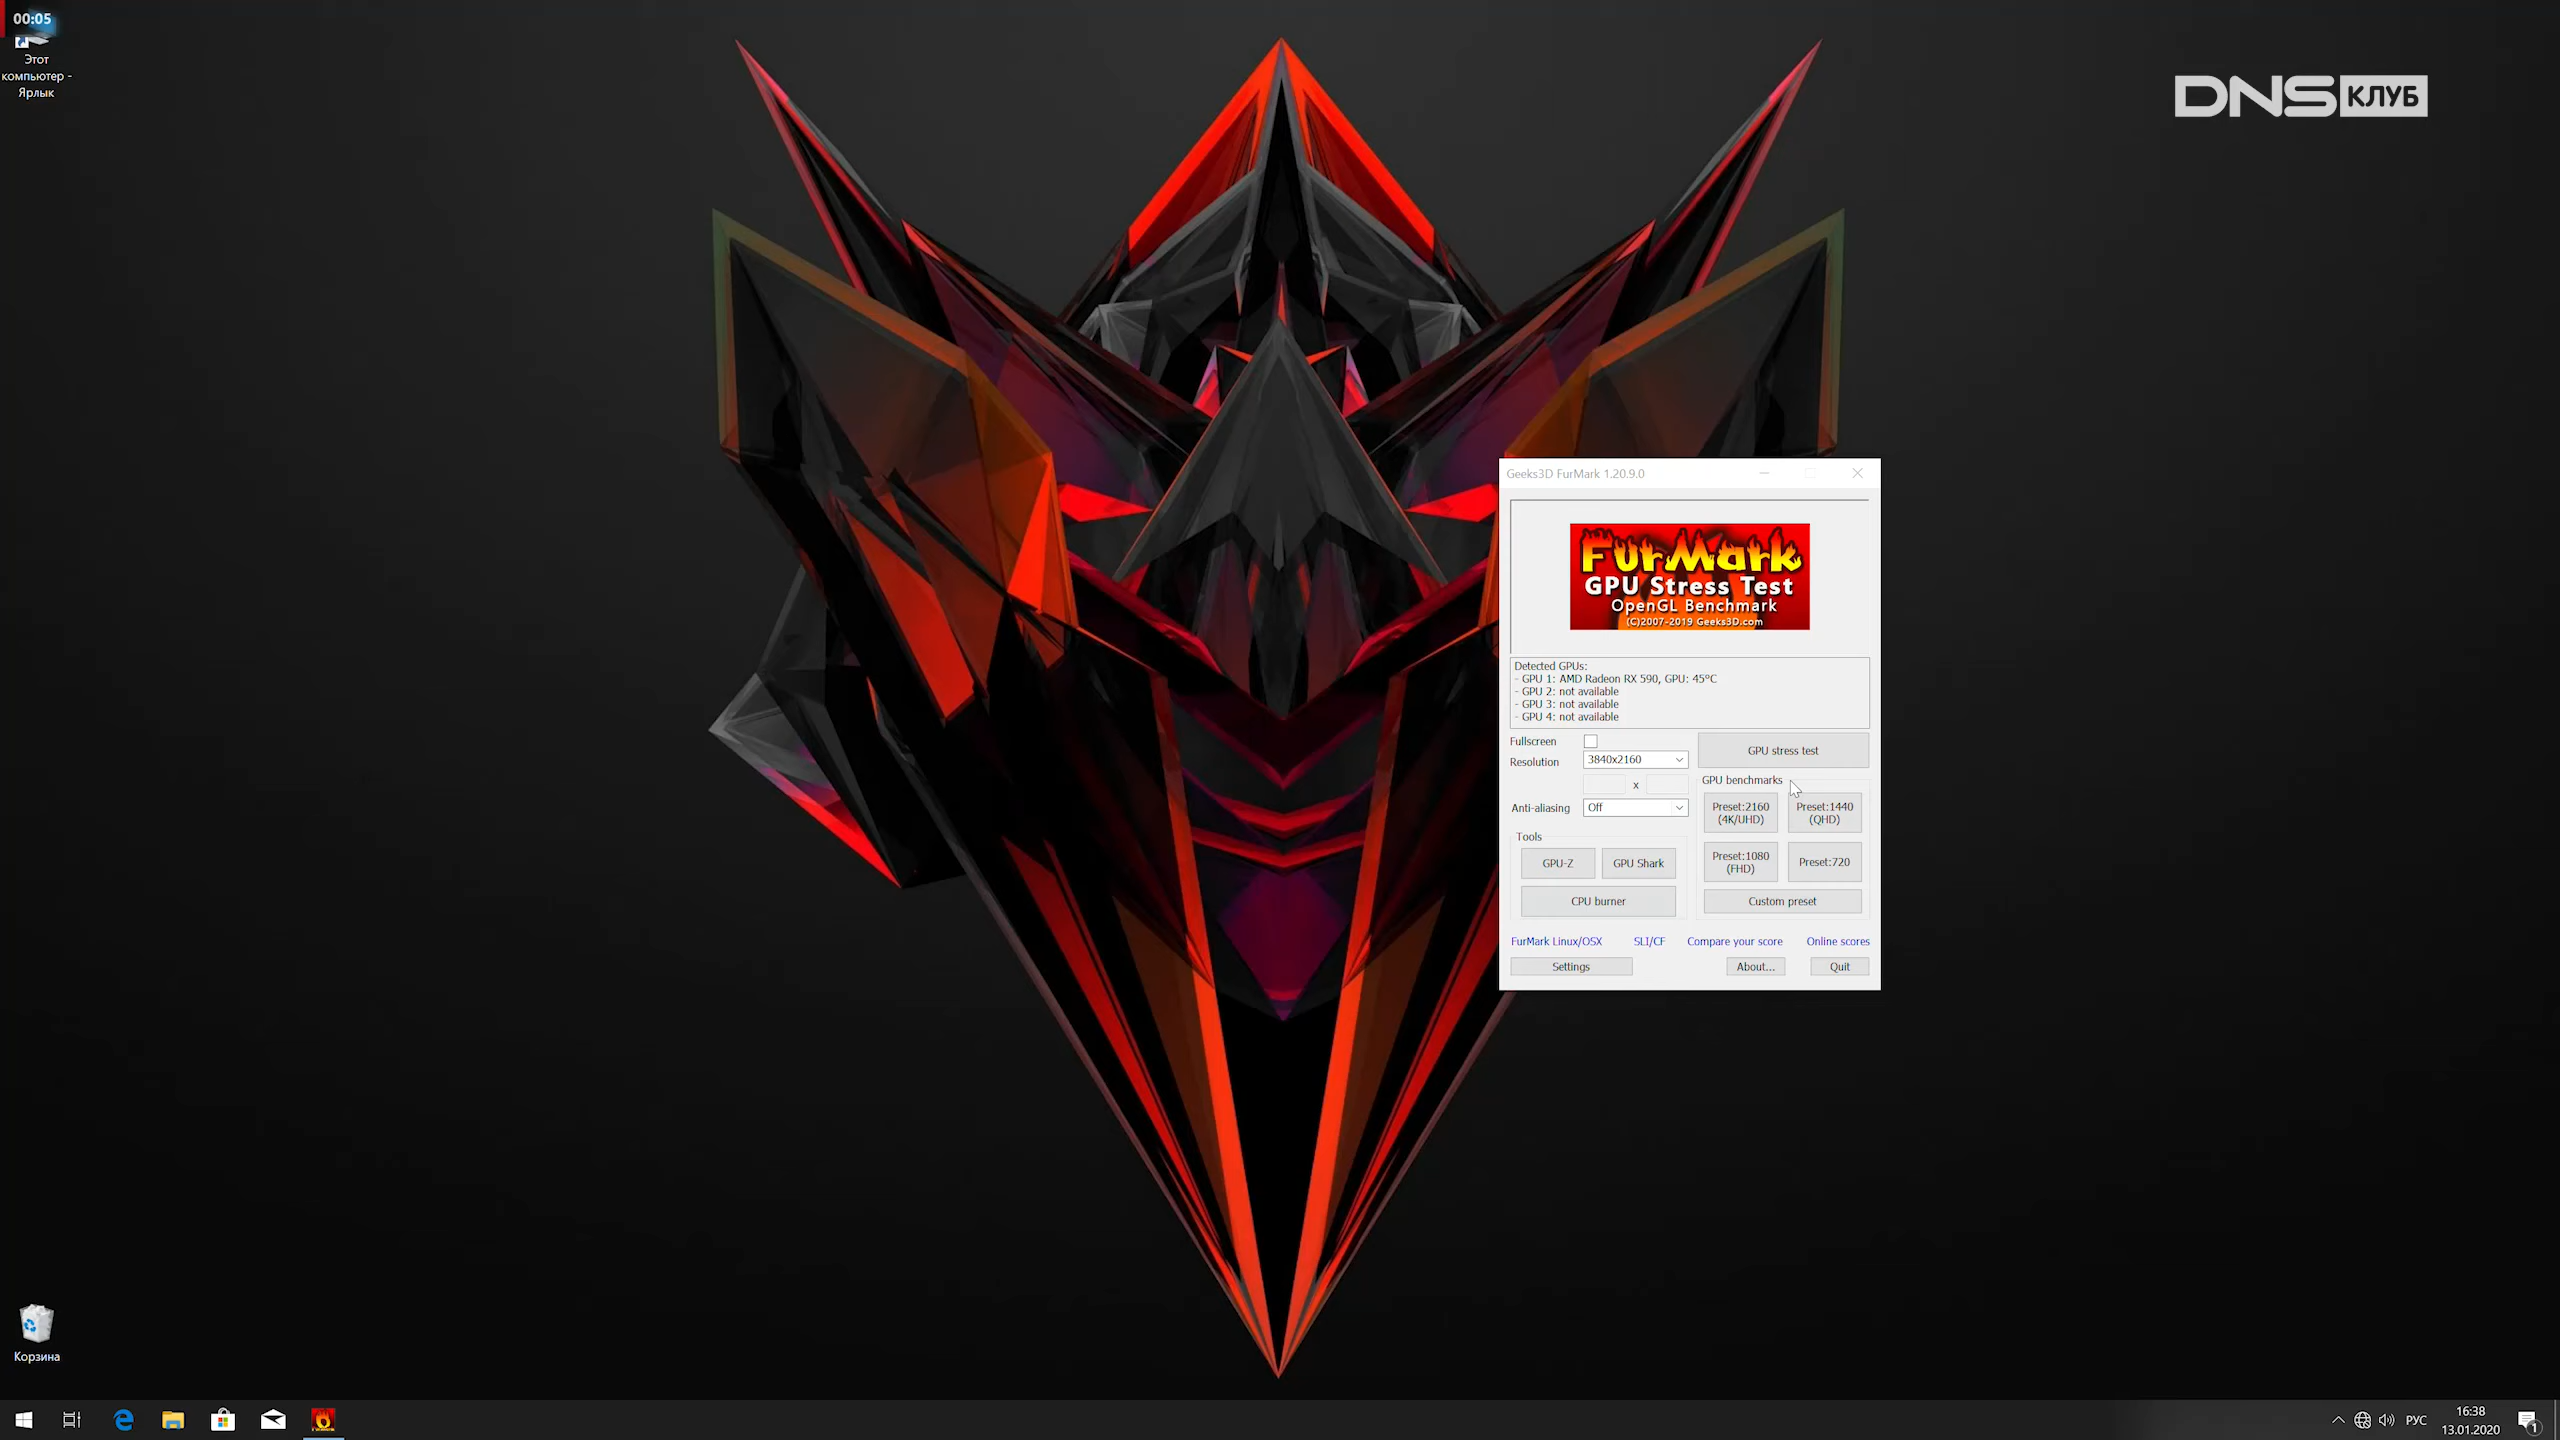 00:05
Этот
компьютер -
Ярлык
DNS КЛУБ
Geeks3D FurMark 1.20.9.0
FurMark
GPU Stress Test
OpenGL Benchmark
(C)2007-2019 Geeks3D.com
Detected GPUs:
- GPU 1: AMD Radeon RX 590, GPU: 45°C
- GPU 2: not available
- GPU 3: not available
- GPU 4: not available
Fullscreen
GPU stress test
Resolution
3840x2160
x
GPU benchmarks
Preset:2160
(4K/UHD)
Preset:1440
(QHD)
Anti-aliasing
Off
Tools
GPU-Z
GPU Shark
Preset:1080
(FHD)
Preset:720
CPU burner
Custom preset
FurMark Linux/OSX
SLI/CF
Compare your score
Online scores
Settings
About...
Quit
Корзина
РУС
16:38
13.01.2020
1